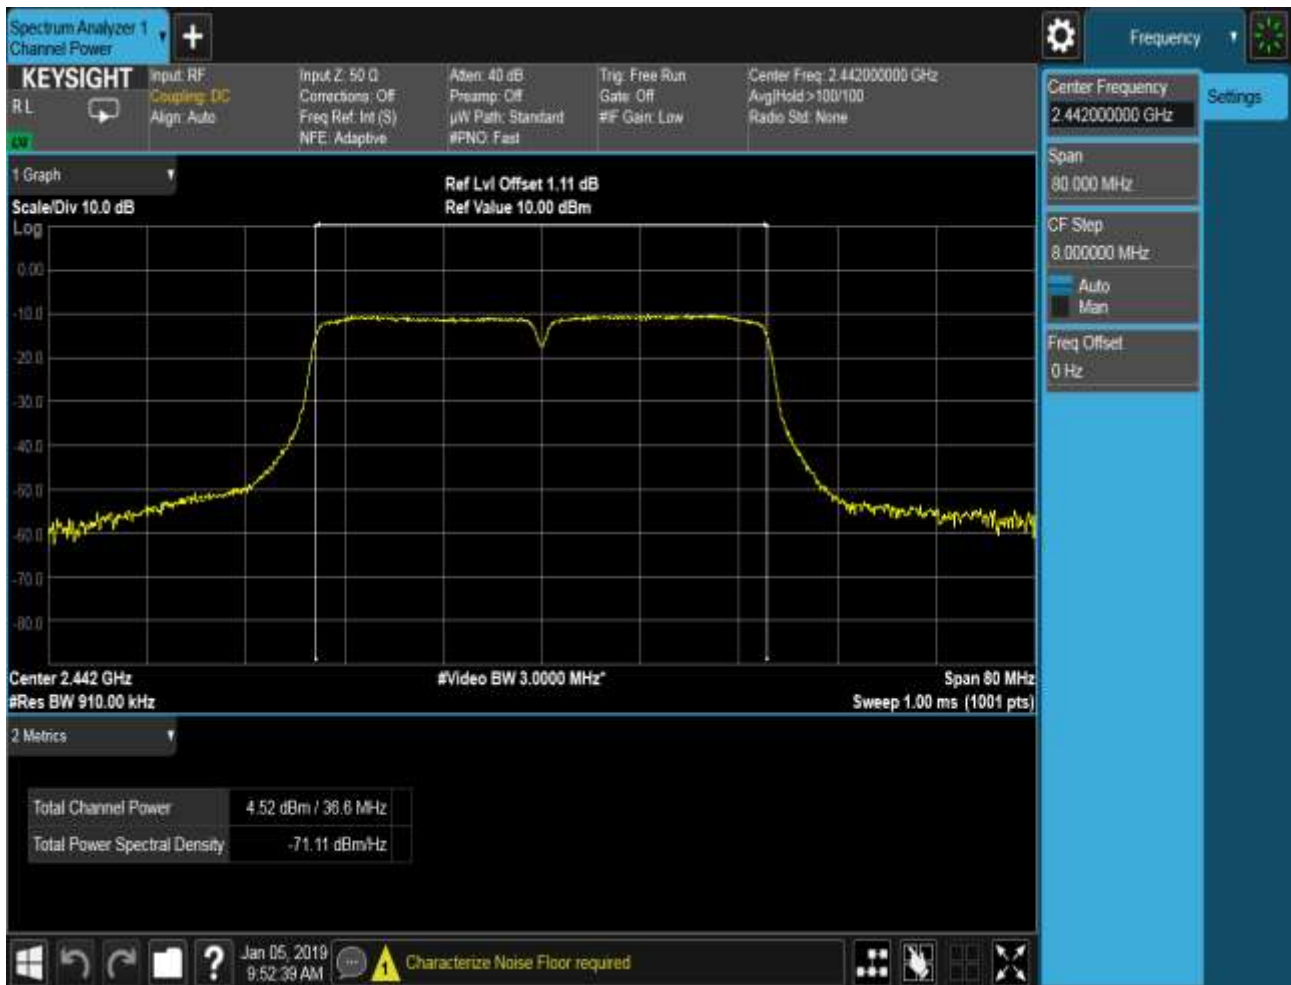 Spectrum Analyzer 1
Channel Power
Frequency
KEYSIGHT
R L
Input: RF
Coupling: DC
Align: Auto
Input Z: 50 Ω
Corrections: Off
Freq Ref: Int (S)
NFE: Adaptive
Atten: 40 dB
Preamp: Off
µW Path: Standard
#PNO: Fast
Trig: Free Run
Gate: Off
#IF Gain: Low
Center Freq: 2.442000000 GHz
Avg|Hold:>100/100
Radio Std: None
Center Frequency
2.442000000 GHz
Settings
Span
80.000 MHz
CF Step
8.000000 MHz
Auto
Man
Freq Offset
0 Hz
1 Graph
Scale/Div 10.0 dB
Ref Lvl Offset 1.11 dB
Ref Value 10.00 dBm
Log
0.00
-10.0
-20.0
-30.0
-40.0
-50.0
-60.0
-70.0
-80.0
Center 2.442 GHz
#Video BW 3.0000 MHz*
Span 80 MHz
#Res BW 910.00 kHz
Sweep 1.00 ms (1001 pts)
2 Metrics
Total Channel Power
4.52 dBm / 36.6 MHz
Total Power Spectral Density
-71.11 dBm/Hz
?
Jan 05, 2019
9:52:39 AM
1
Characterize Noise Floor required